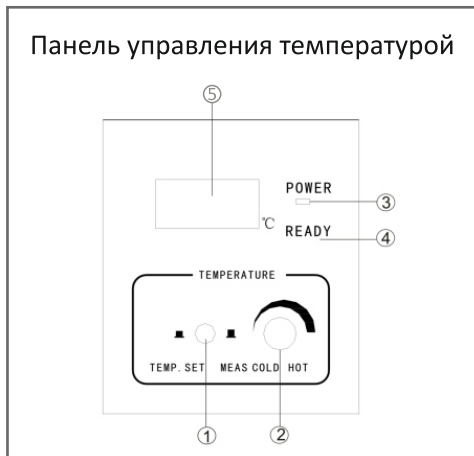 Панель управления температурой
⑤
POWER
③
℃
READY
④
TEMPERATURE
TEMP. SET MEAS COLD HOT
① ②